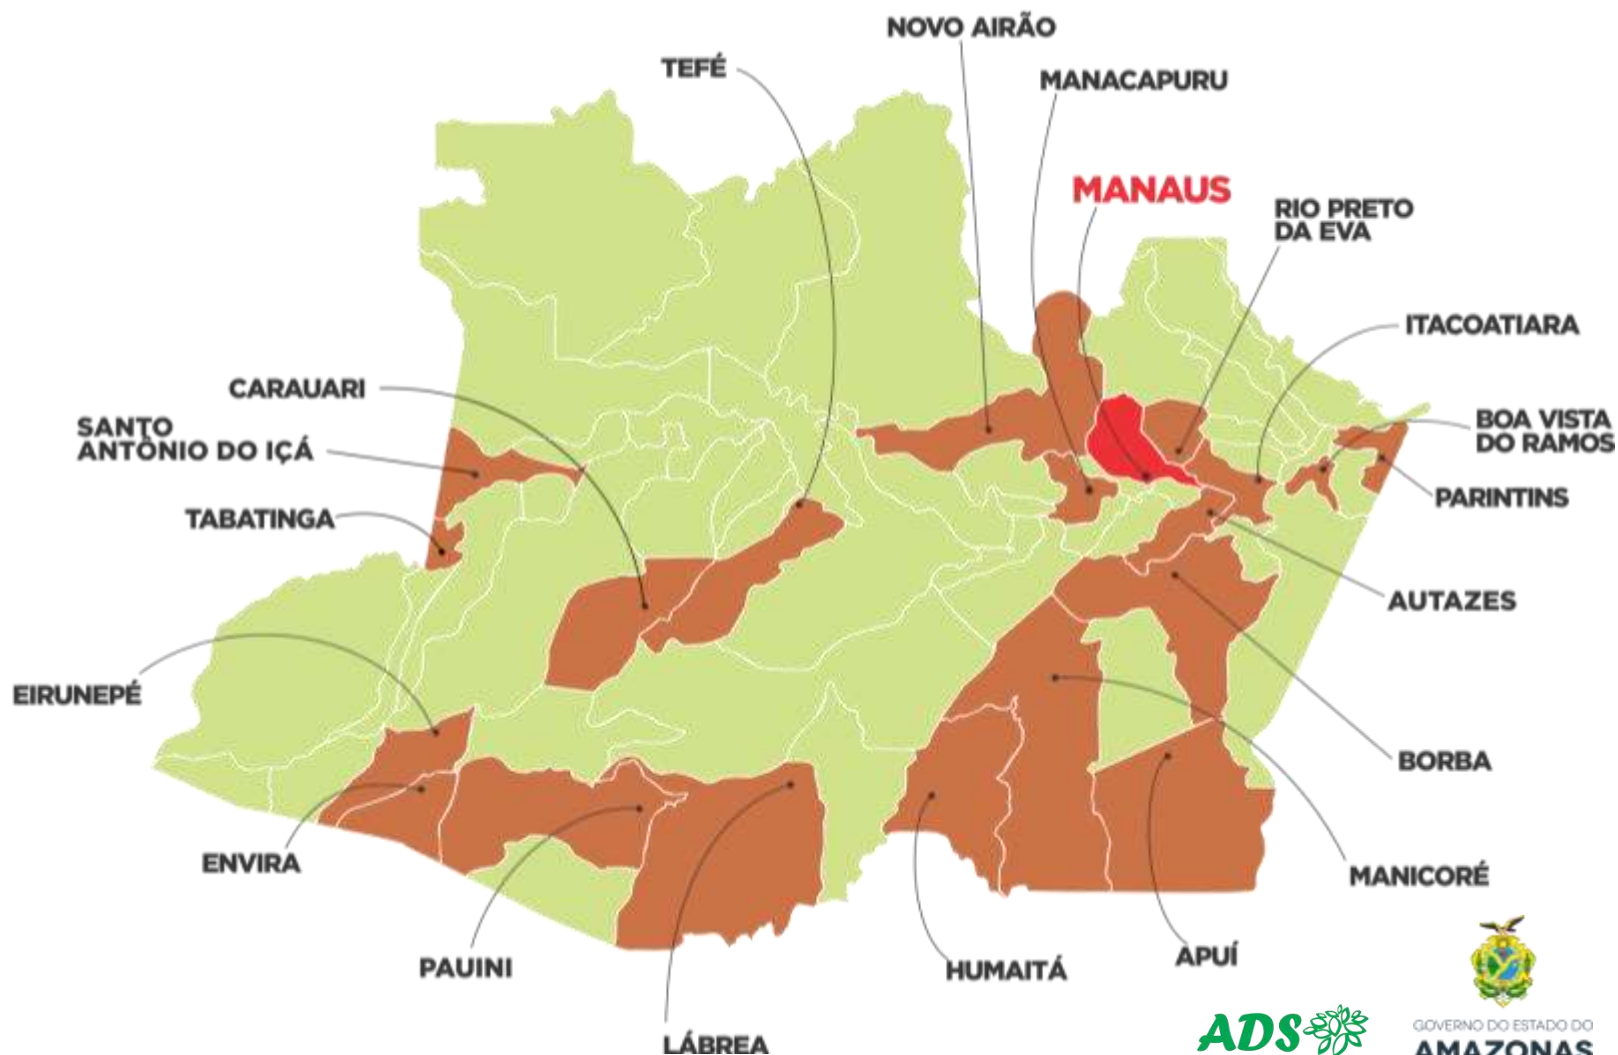 NOVO AIRÃO
TEFÉ
MANACAPURU
MANAUS
RIO PRETO
DA EVA
ITACOATIARA
CARAUARI
SANTO
ANTÔNIO DO IÇÁ
BOA VISTA
DO RAMOS
PARINTINS
TABATINGA
AUTAZES
EIRUNEPÉ
BORBA
ENVIRA
MANICORÉ
PAUINI
HUMAITÁ
APUÍ
LÁBREA
ADS
GOVERNO DO ESTADO DO
AMAZONAS